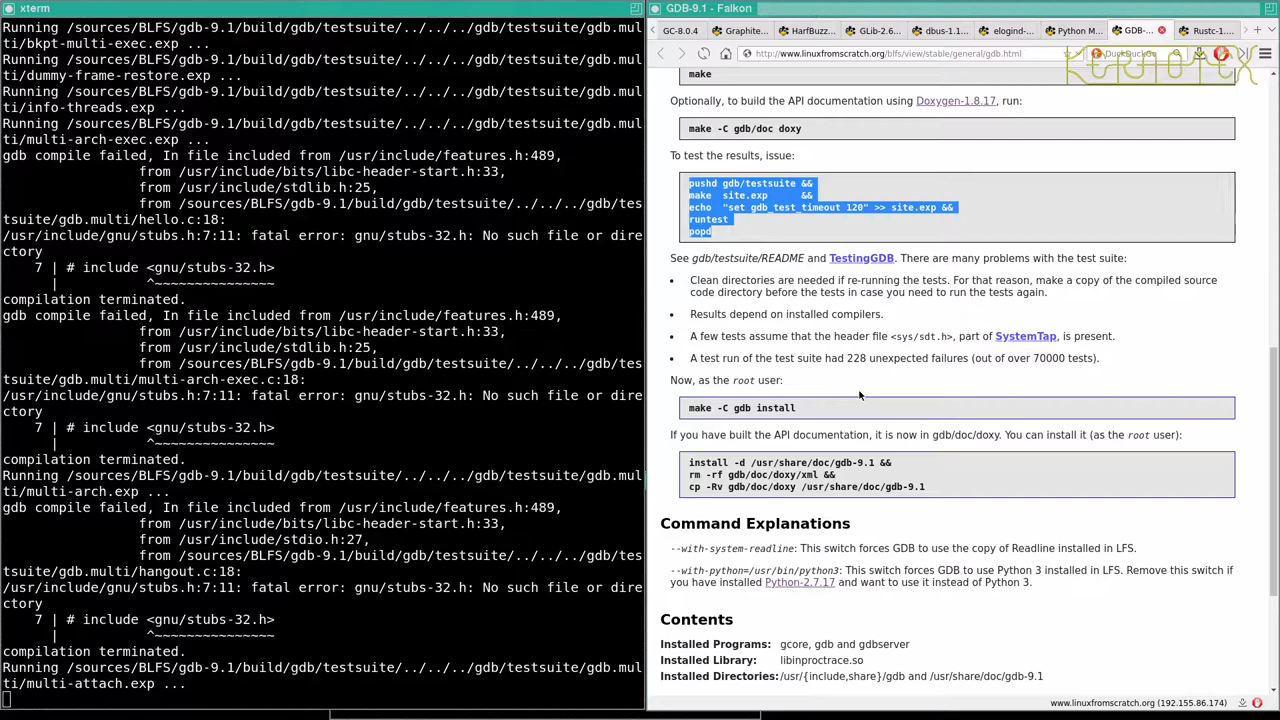 xterm
Running /sources/BLFS/gdb-9.1/build/gdb/testsuite/../../../gdb/testsuite/gdb.mul
ti/bkpt-multi-exec.exp ...
Running /sources/BLFS/gdb-9.1/build/gdb/testsuite/../../../gdb/testsuite/gdb.mul
ti/dummy-frame-restore.exp ...
Running /sources/BLFS/gdb-9.1/build/gdb/testsuite/../../../gdb/testsuite/gdb.mul
ti/info-threads.exp ...
Running /sources/BLFS/gdb-9.1/build/gdb/testsuite/../../../gdb/testsuite/gdb.mul
ti/multi-arch-exec.exp ...
gdb compile failed, In file included from /usr/include/features.h:489,
from /usr/include/bits/libc-header-start.h:33,
from /usr/include/stdlib.h:25,
from /sources/BLFS/gdb-9.1/build/gdb/testsuite/../../../gdb/tes
tsuite/gdb.multi/hello.c:18:
/usr/include/gnu/stubs.h:7:11: fatal error: gnu/stubs-32.h: No such file or dire
ctory
7 | # include <gnu/stubs-32.h>
| ^~~~~~~~~~~~~~~~
compilation terminated.
gdb compile failed, In file included from /usr/include/features.h:489,
from /usr/include/bits/libc-header-start.h:33,
from /usr/include/stdlib.h:25,
from /sources/BLFS/gdb-9.1/build/gdb/testsuite/../../../gdb/tes
tsuite/gdb.multi/multi-arch-exec.c:18:
/usr/include/gnu/stubs.h:7:11: fatal error: gnu/stubs-32.h: No such file or dire
ctory
7 | # include <gnu/stubs-32.h>
| ^~~~~~~~~~~~~~~~
compilation terminated.
Running /sources/BLFS/gdb-9.1/build/gdb/testsuite/../../../gdb/testsuite/gdb.mul
ti/multi-arch.exp ...
gdb compile failed, In file included from /usr/include/features.h:489,
from /usr/include/bits/libc-header-start.h:33,
from /usr/include/stdio.h:27,
from /sources/BLFS/gdb-9.1/build/gdb/testsuite/../../../gdb/tes
tsuite/gdb.multi/hangout.c:18:
/usr/include/gnu/stubs.h:7:11: fatal error: gnu/stubs-32.h: No such file or dire
ctory
7 | # include <gnu/stubs-32.h>
| ^~~~~~~~~~~~~~~~
compilation terminated.
Running /sources/BLFS/gdb-9.1/build/gdb/testsuite/../../../gdb/testsuite/gdb.mul
ti/multi-attach.exp ...
GDB-9.1 - Falkon
GC-8.0.4 Graphite... HarfBuzz... GLib-2.6... dbus-1.1... elogind-... Python M... GDB-... Rustc-1....
http://www.linuxfromscratch.org/blfs/view/stable/general/gdb.html DuckDuckGo
KERNOTEX
make
Optionally, to build the API documentation using Doxygen-1.8.17, run:
make -C gdb/doc doxy
To test the results, issue:
pushd gdb/testsuite &&
make site.exp &&
echo "set gdb_test_timeout 120" >> site.exp &&
runtest
popd
See gdb/testsuite/README and TestingGDB. There are many problems with the test suite:
• Clean directories are needed if re-running the tests. For that reason, make a copy of the compiled source
code directory before the tests in case you need to run the tests again.
• Results depend on installed compilers.
• A few tests assume that the header file <sys/sdt.h>, part of SystemTap, is present.
• A test run of the test suite had 228 unexpected failures (out of over 70000 tests).
Now, as the root user:
make -C gdb install
If you have built the API documentation, it is now in gdb/doc/doxy. You can install it (as the root user):
install -d /usr/share/doc/gdb-9.1 &&
rm -rf gdb/doc/doxy/xml &&
cp -Rv gdb/doc/doxy /usr/share/doc/gdb-9.1
Command Explanations
--with-system-readline: This switch forces GDB to use the copy of Readline installed in LFS.
--with-python=/usr/bin/python3: This switch forces GDB to use Python 3 installed in LFS. Remove this switch if
you have installed Python-2.7.17 and want to use it instead of Python 3.
Contents
Installed Programs: gcore, gdb and gdbserver
Installed Library: libinproctrace.so
Installed Directories: /usr/{include,share}/gdb and /usr/share/doc/gdb-9.1
www.linuxfromscratch.org (192.155.86.174)